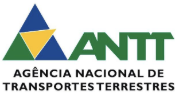 ANTT
AGÊNCIA NACIONAL DE
TRANSPORTES TERRESTRES